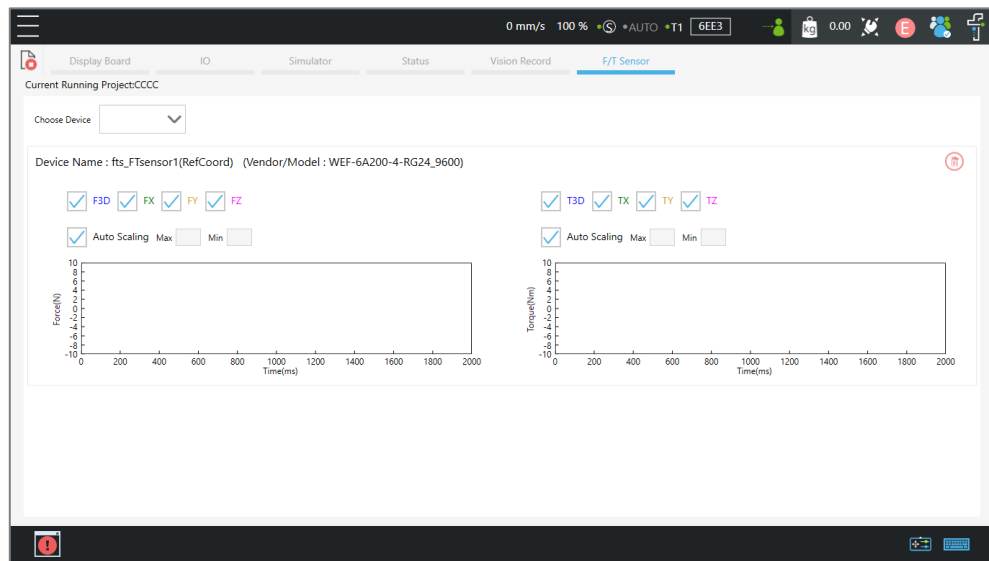 0 mm/s 100 % •Ⓢ •AUTO •T1 6EE3 kg 0.00 E
Display Board IO Simulator Status Vision Record F/T Sensor
Current Running Project:CCCC
Choose Device
Device Name : fts_FTsensor1(RefCoord) (Vendor/Model : WEF-6A200-4-RG24_9600)
F3D FX FY FZ
T3D TX TY TZ
Auto Scaling Max Min
Auto Scaling Max Min
Force(N)
10
8
6
4
2
0
-2
-4
-6
-8
-10
0 200 400 600 800 1000 1200 1400 1600 1800 2000
Time(ms)
Torque(Nm)
10
8
6
4
2
0
-2
-4
-6
-8
-10
0 200 400 600 800 1000 1200 1400 1600 1800 2000
Time(ms)